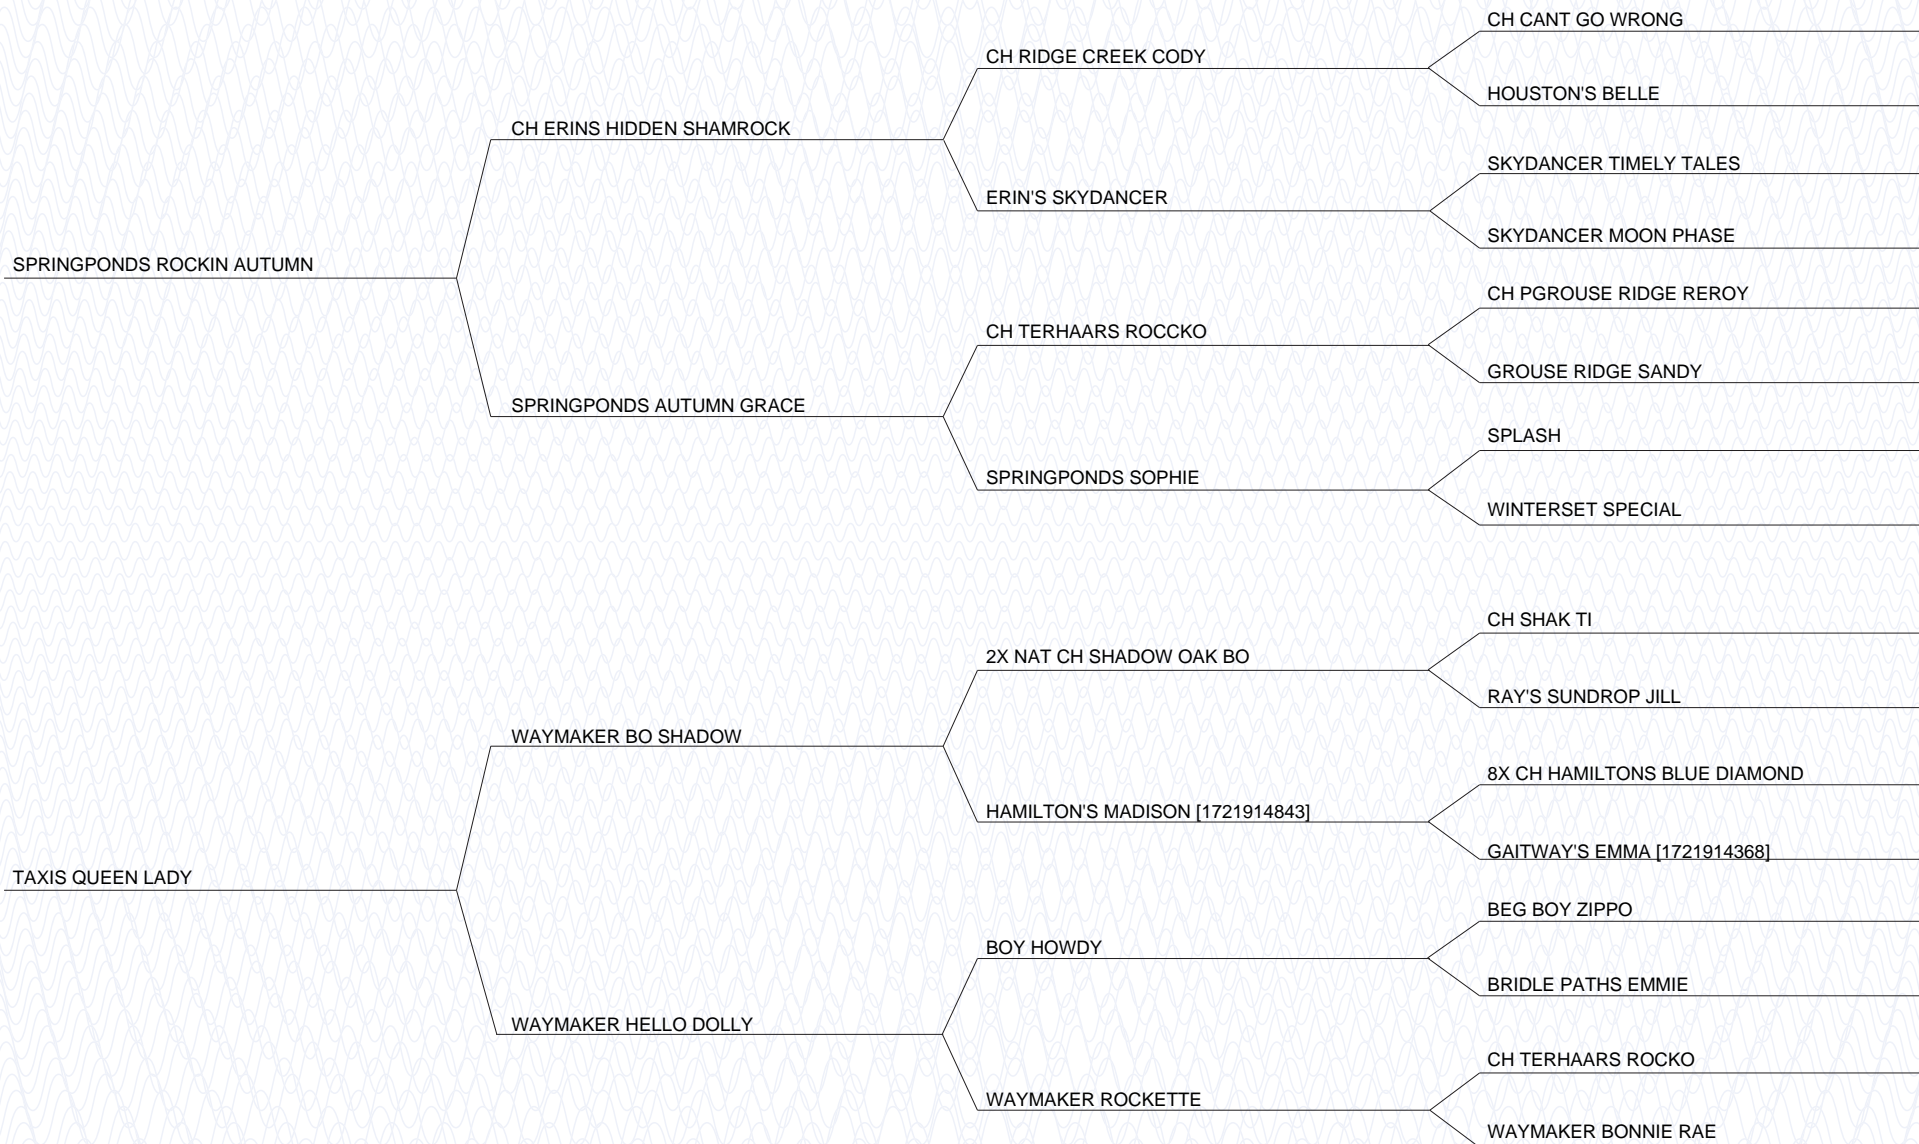 CH CANT GO WRONG
CH RIDGE CREEK CODY
HOUSTON'S BELLE
CH ERINS HIDDEN SHAMROCK
SKYDANCER TIMELY TALES
ERIN'S SKYDANCER
SKYDANCER MOON PHASE
SPRINGPONDS ROCKIN AUTUMN
CH PGROUSE RIDGE REROY
CH TERHAARS ROCCKO
GROUSE RIDGE SANDY
SPRINGPONDS AUTUMN GRACE
SPLASH
SPRINGPONDS SOPHIE
WINTERSET SPECIAL
CH SHAK TI
2X NAT CH SHADOW OAK BO
RAY'S SUNDROP JILL
WAYMAKER BO SHADOW
8X CH HAMILTONS BLUE DIAMOND
HAMILTON'S MADISON [1721914843]
GAITWAY'S EMMA [1721914368]
TAXIS QUEEN LADY
BEG BOY ZIPPO
BOY HOWDY
BRIDLE PATHS EMMIE
WAYMAKER HELLO DOLLY
CH TERHAARS ROCKO
WAYMAKER ROCKETTE
WAYMAKER BONNIE RAE